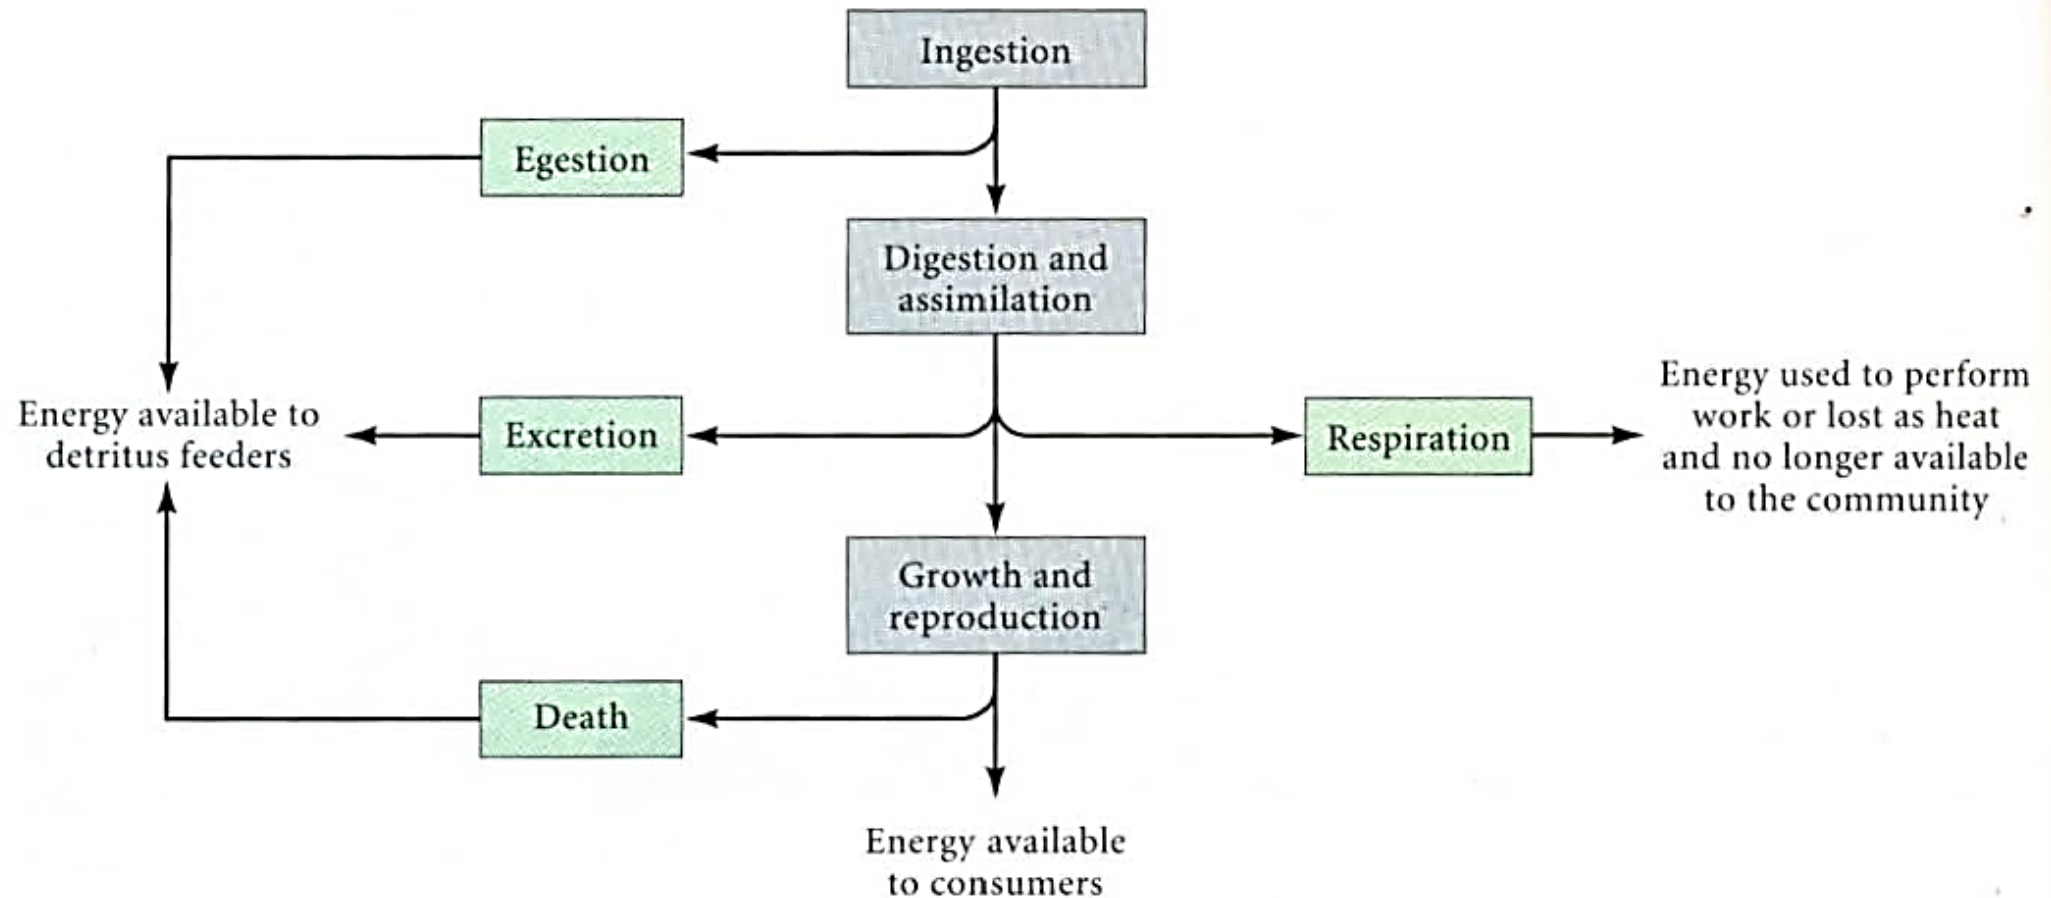 Ingestion
Egestion
Digestion and
assimilation
Energy available to
detritus feeders
Excretion
Respiration
Energy used to perform
work or lost as heat
and no longer available
to the community
Growth and
reproduction
Death
Energy available
to consumers